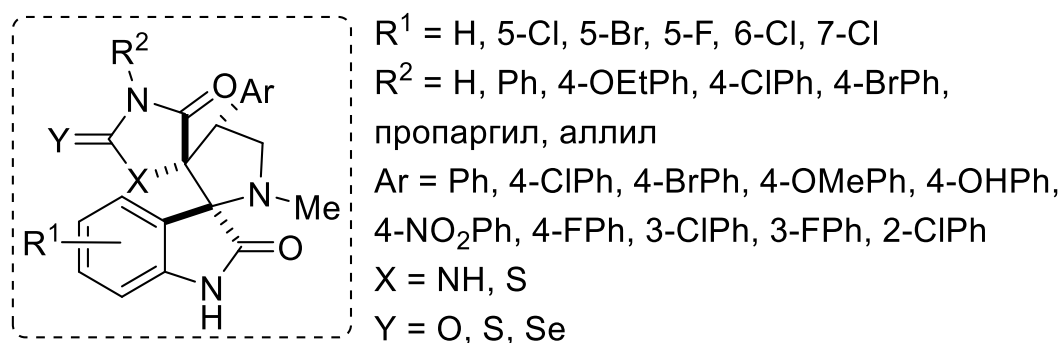 R² 
N
O
Ar
Y
X
N
Me
R¹
O
N
H
R¹ = H, 5-Cl, 5-Br, 5-F, 6-Cl, 7-Cl
R² = H, Ph, 4-OEtPh, 4-ClPh, 4-BrPh,
пропаргил, аллил
Ar = Ph, 4-ClPh, 4-BrPh, 4-OMePh, 4-OHPh,
4-NO₂Ph, 4-FPh, 3-ClPh, 3-FPh, 2-ClPh
X = NH, S
Y = O, S, Se